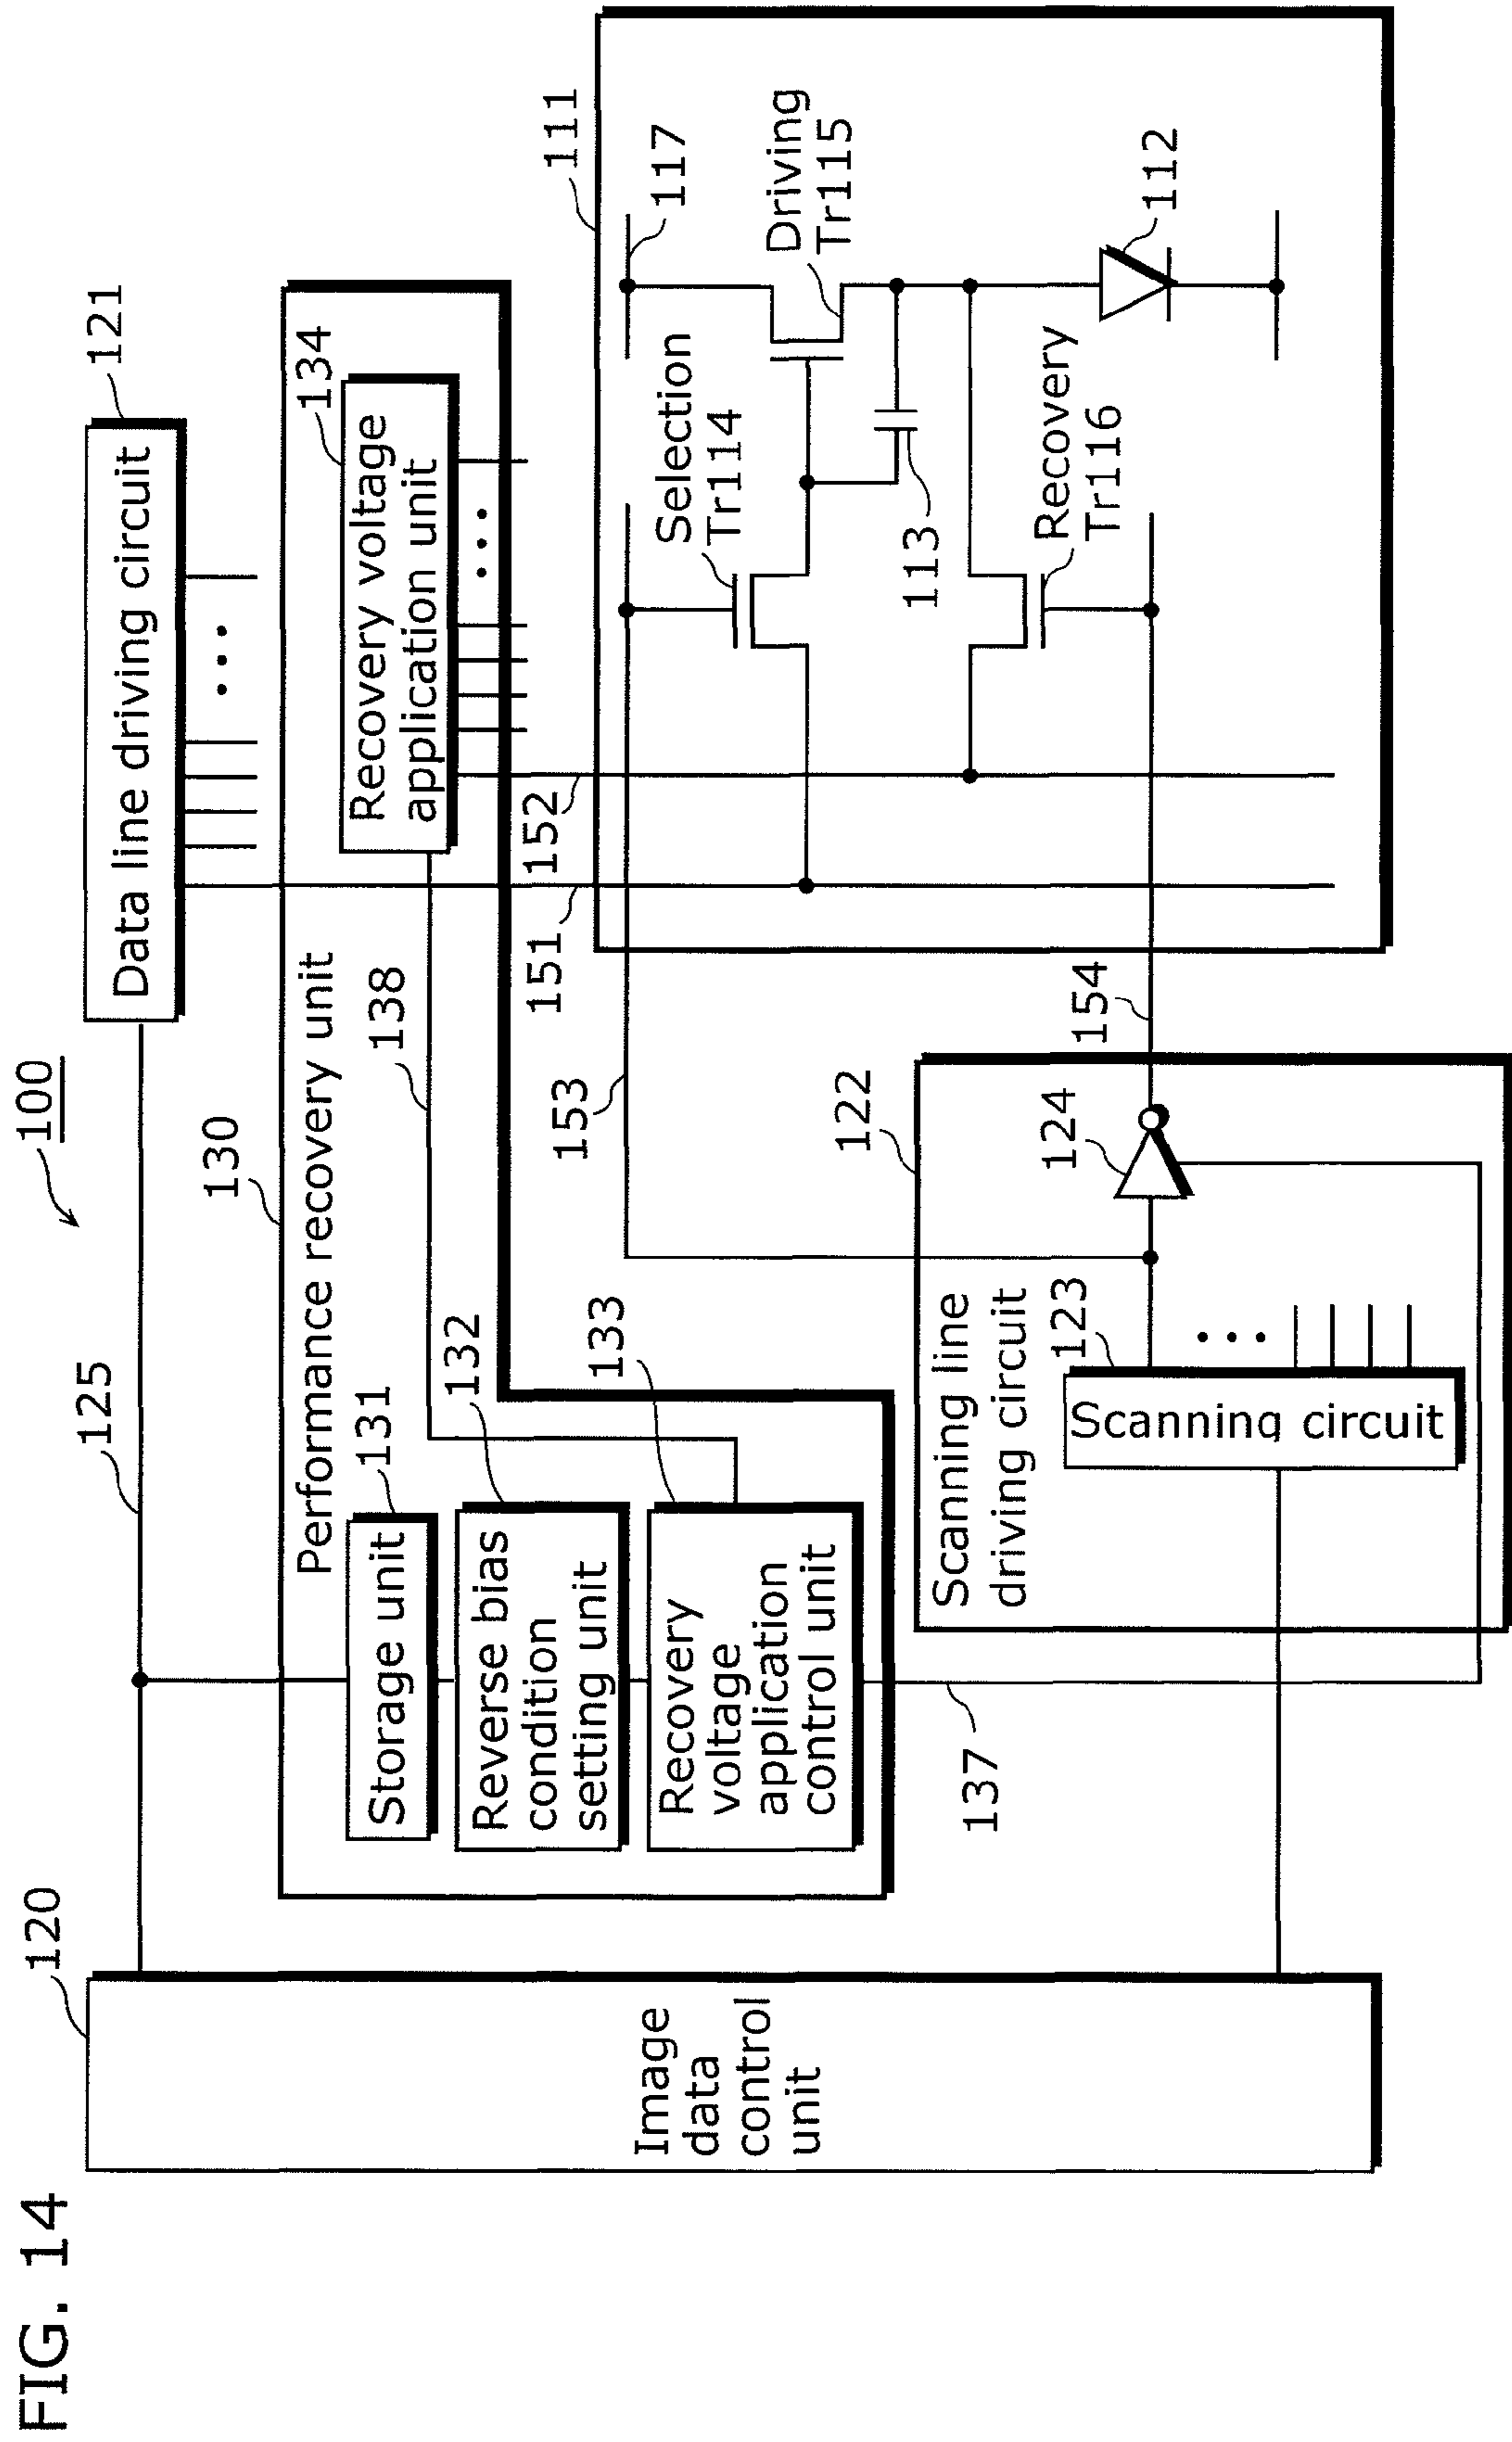 FIG. 14
100
120
Image
data
control
unit
125
121
Data line driving circuit
130
Performance recovery unit
131
Storage unit
132
Reverse bias
condition
setting unit
133
Recovery
voltage
application
control unit
138
134
Recovery voltage
application unit
137
151
152
153
122
Scanning line
driving circuit
123
Scanning circuit
124
154
111
117
Selection
Tr114
Driving
Tr115
113
Recovery
Tr116
112